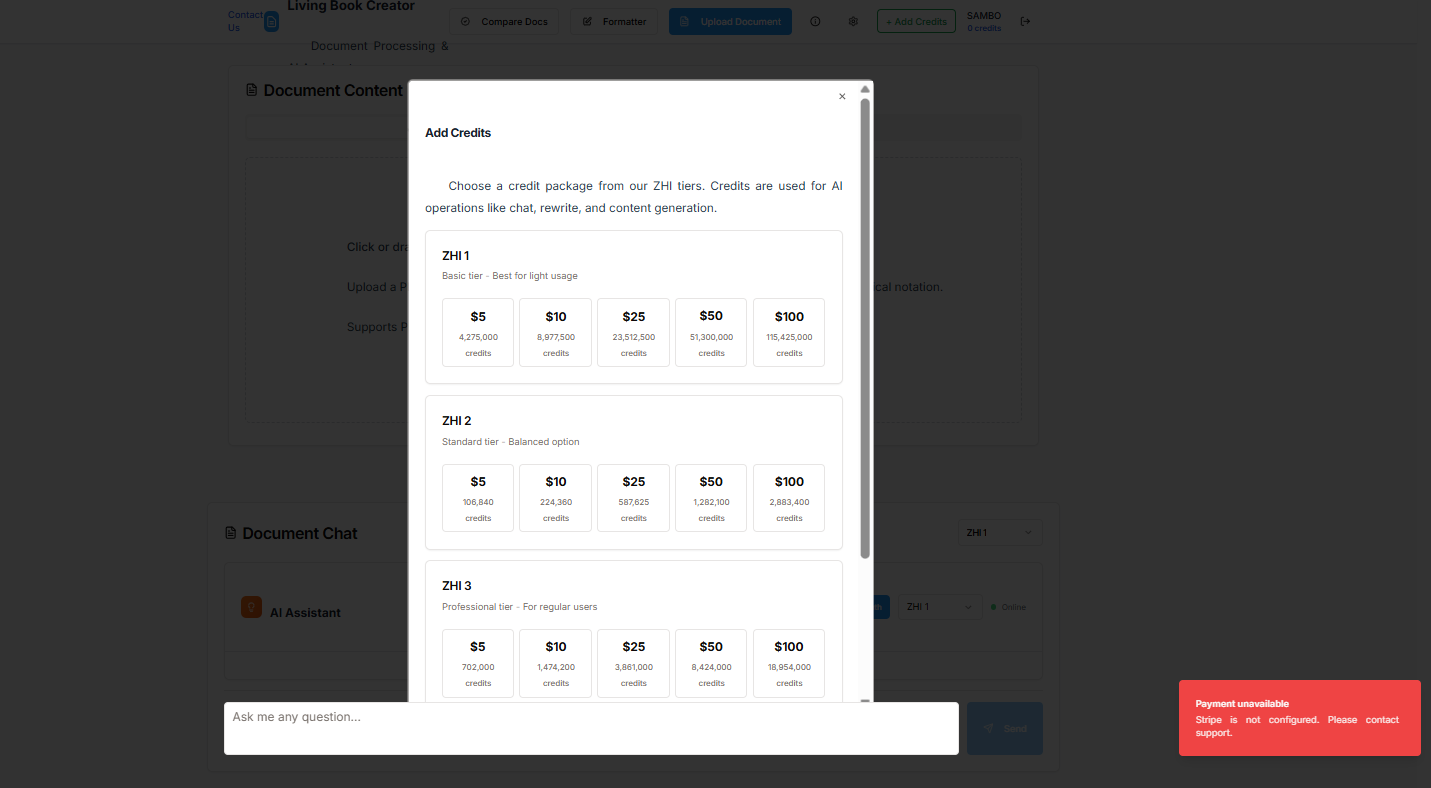 Contact
Us
Living Book Creator
Document Processing &
Compare Docs
Formatter
Upload Document
+ Add Credits
SAMBO
0 credits
Document Content
Click or dra
Upload a P
cal notation.
Supports P
×
Add Credits
Choose a credit package from our ZHI tiers. Credits are used for AI
operations like chat, rewrite, and content generation.
ZHI 1
Basic tier - Best for light usage
$5 $10 $25 $50 $100
4,275,000 8,977,500 23,512,500 51,300,000 115,425,000
credits credits credits credits credits
ZHI 2
Standard tier - Balanced option
$5 $10 $25 $50 $100
106,840 224,360 587,625 1,282,100 2,883,400
credits credits credits credits credits
ZHI 3
Professional tier - For regular users
$5 $10 $25 $50 $100
702,000 1,474,200 3,861,000 8,424,000 18,954,000
credits credits credits credits credits
Document Chat
ZHI 1
AI Assistant
ZHI 1
Online
Ask me any question...
Send
Payment unavailable
Stripe is not configured. Please contact
support.